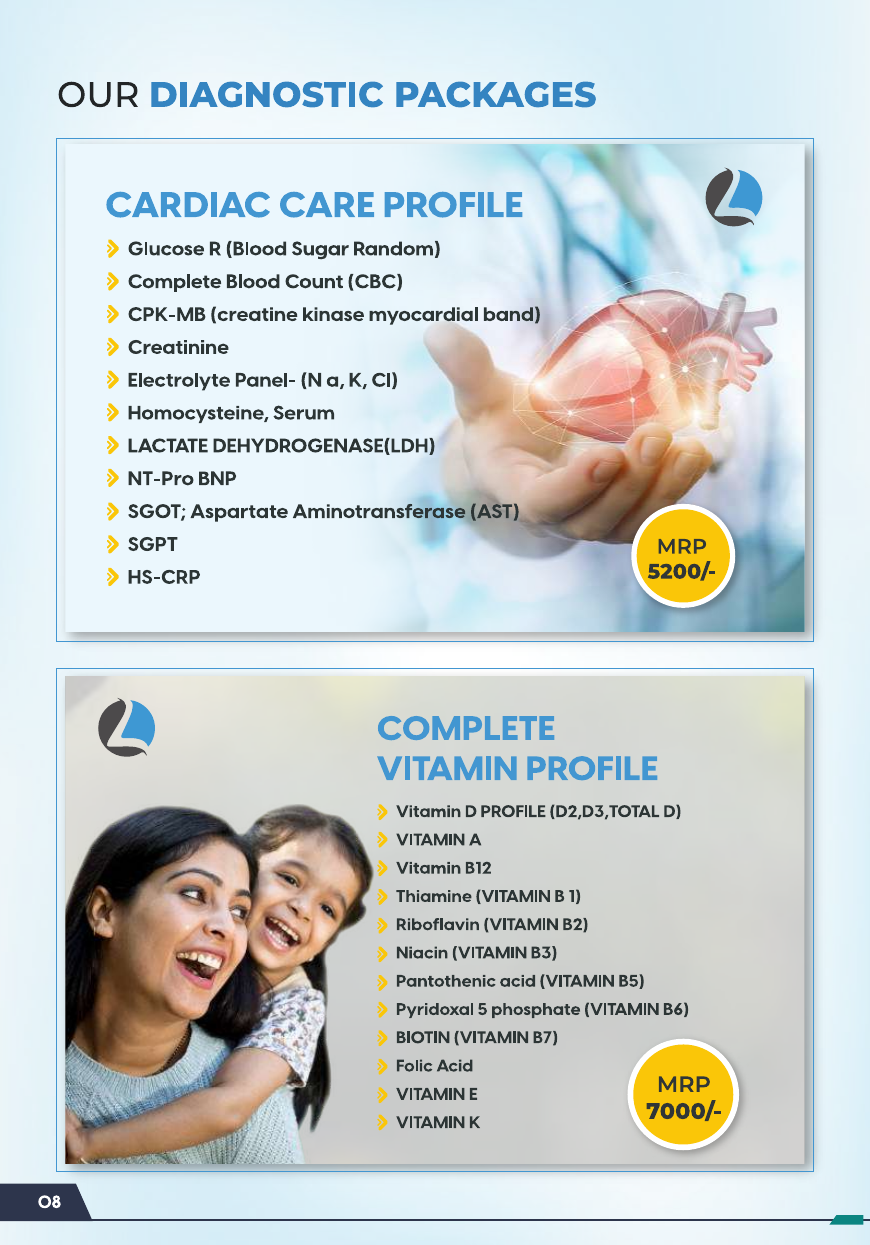 OUR DIAGNOSTIC PACKAGES
CARDIAC CARE PROFILE
Glucose R (Blood Sugar Random)
Complete Blood Count (CBC)
CPK-MB (creatine kinase myocardial band)
Creatinine
Electrolyte Panel- (N a, K, Cl)
Homocysteine, Serum
LACTATE DEHYDROGENASE(LDH)
NT-Pro BNP
SGOT; Aspartate Aminotransferase (AST)
SGPT
HS-CRP
MRP
5200/-
COMPLETE
VITAMIN PROFILE
Vitamin D PROFILE (D2,D3,TOTAL D)
VITAMIN A
Vitamin B12
Thiamine (VITAMIN B 1)
Riboflavin (VITAMIN B2)
Niacin (VITAMIN B3)
Pantothenic acid (VITAMIN B5)
Pyridoxal 5 phosphate (VITAMIN B6)
BIOTIN (VITAMIN B7)
Folic Acid
VITAMIN E
VITAMIN K
MRP
7000/-
08